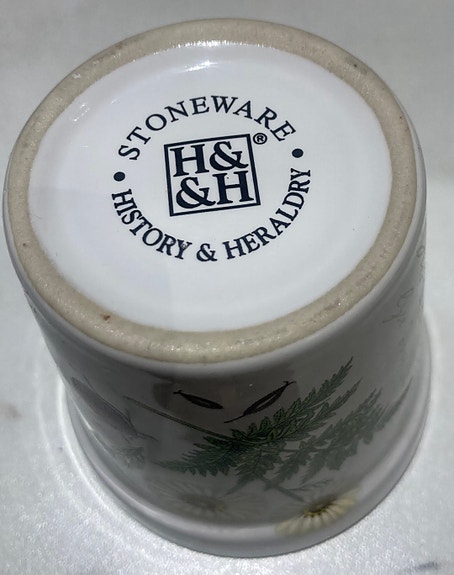 STONEWARE
H&®
&H
• HISTORY & HERALDRY •